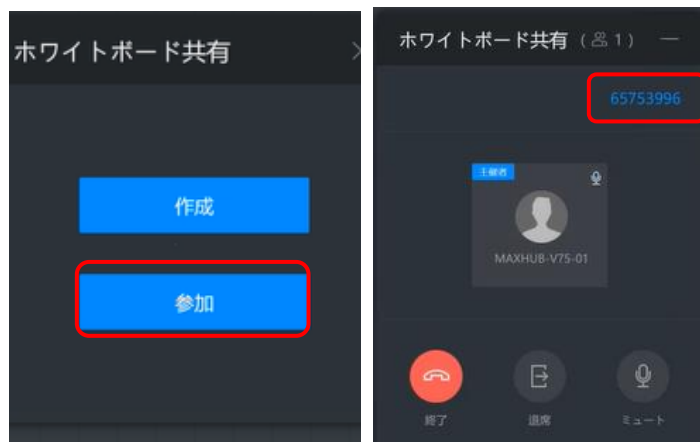 ホワイトボード共有
作成
参加
ホワイトボード共有 ( 1 )
65753996
主催者
MAXHUB-V75-01
終了
退席
ミュート